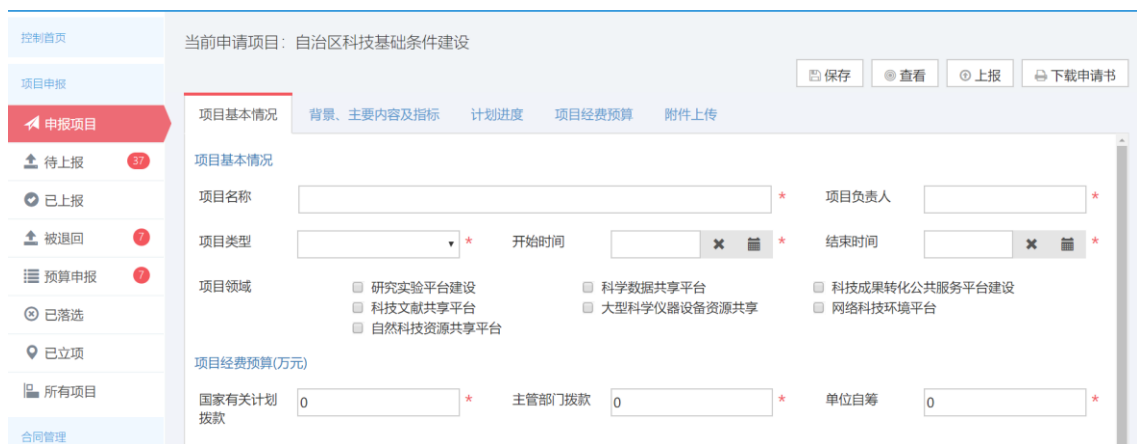 控制首页
当前申请项目：自治区科技基础条件建设
保存 查看 上报 下载申请书
项目申报
申报项目
待上报 37
已上报
被退回 7
预算申报 7
已落选
已立项
所有项目
合同管理
项目基本情况 背景、主要内容及指标 计划进度 项目经费预算 附件上传
项目基本情况
项目名称 * 项目负责人 *
项目类型 * 开始时间 * 结束时间 *
项目领域 研究实验平台建设 科学数据共享平台 科技成果转化公共服务平台建设
科技文献共享平台 大型科学仪器设备资源共享 网络科技环境平台
自然科技资源共享平台
项目经费预算(万元)
国家有关计划 0 * 主管部门拨款 0 * 单位自筹 0 *
拨款